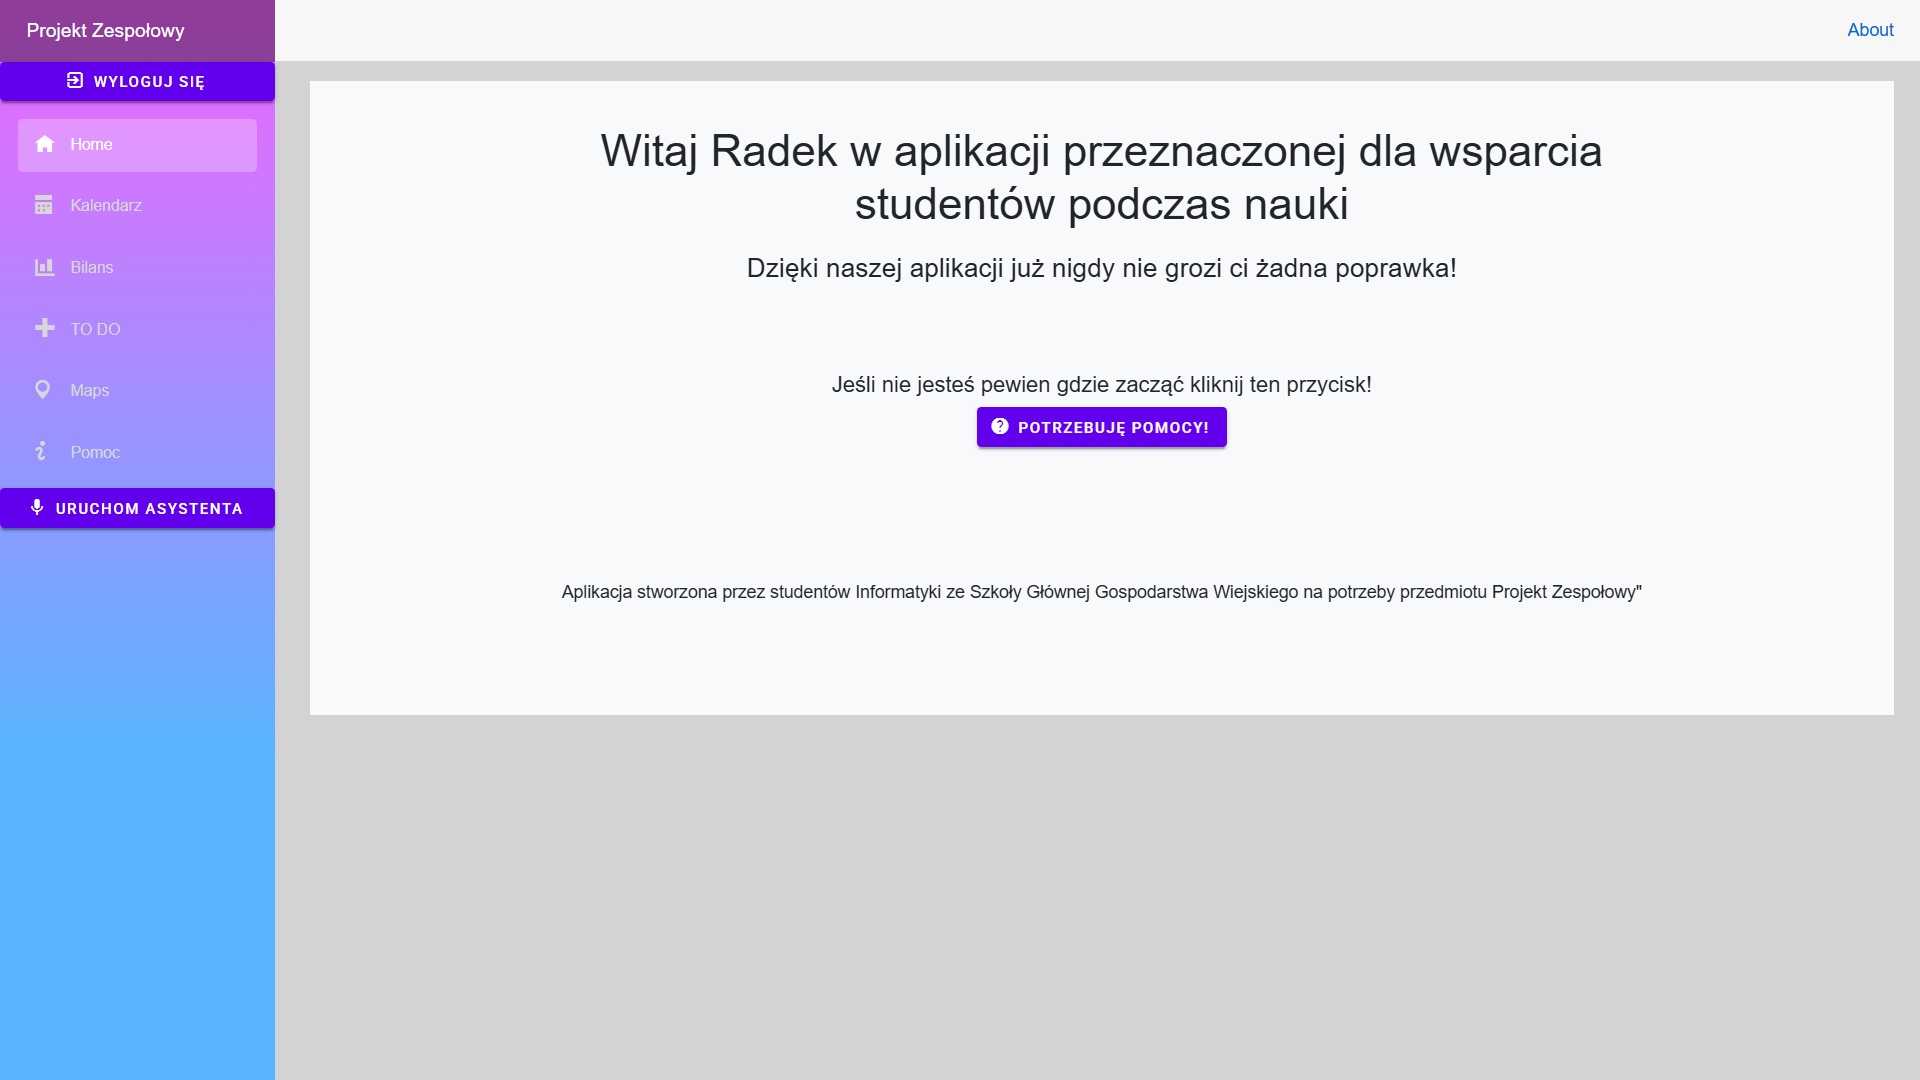 Projekt Zespołowy
About
WYLOGUJ SIĘ
Home
Kalendarz
Bilans
TO DO
Maps
Pomoc
URUCHOM ASYSTENTA
Witaj Radek w aplikacji przeznaczonej dla wsparcia
studentów podczas nauki
Dzięki naszej aplikacji już nigdy nie grozi ci żadna poprawka!
Jeśli nie jesteś pewien gdzie zacząć kliknij ten przycisk!
POTRZEBUJĘ POMOCY!
Aplikacja stworzona przez studentów Informatyki ze Szkoły Głównej Gospodarstwa Wiejskiego na potrzeby przedmiotu Projekt Zespołowy"